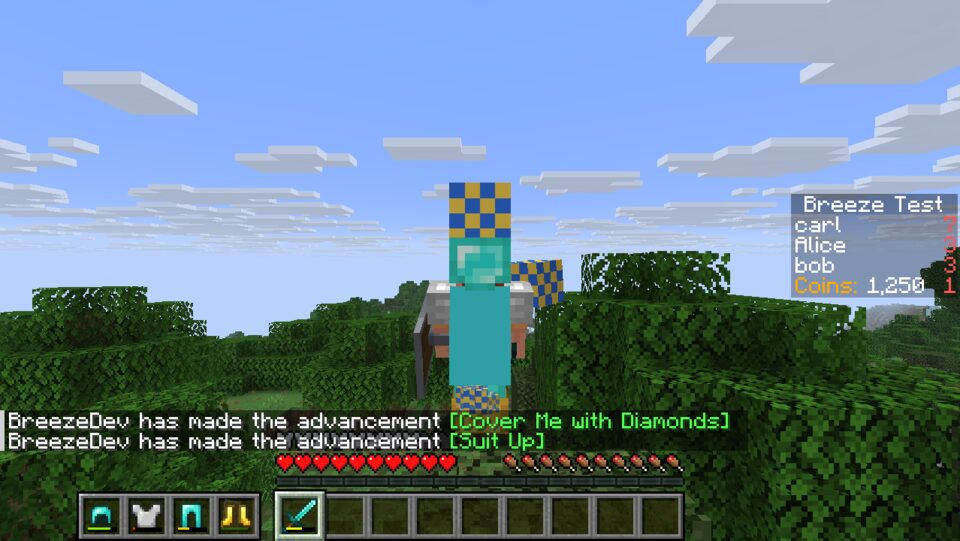 Breeze Test
carl 7
Alice 3
bob 3
Coins: 1,250 1
BreezeDev has made the advancement [Cover Me with Diamonds]
BreezeDev has made the advancement [Suit Up]